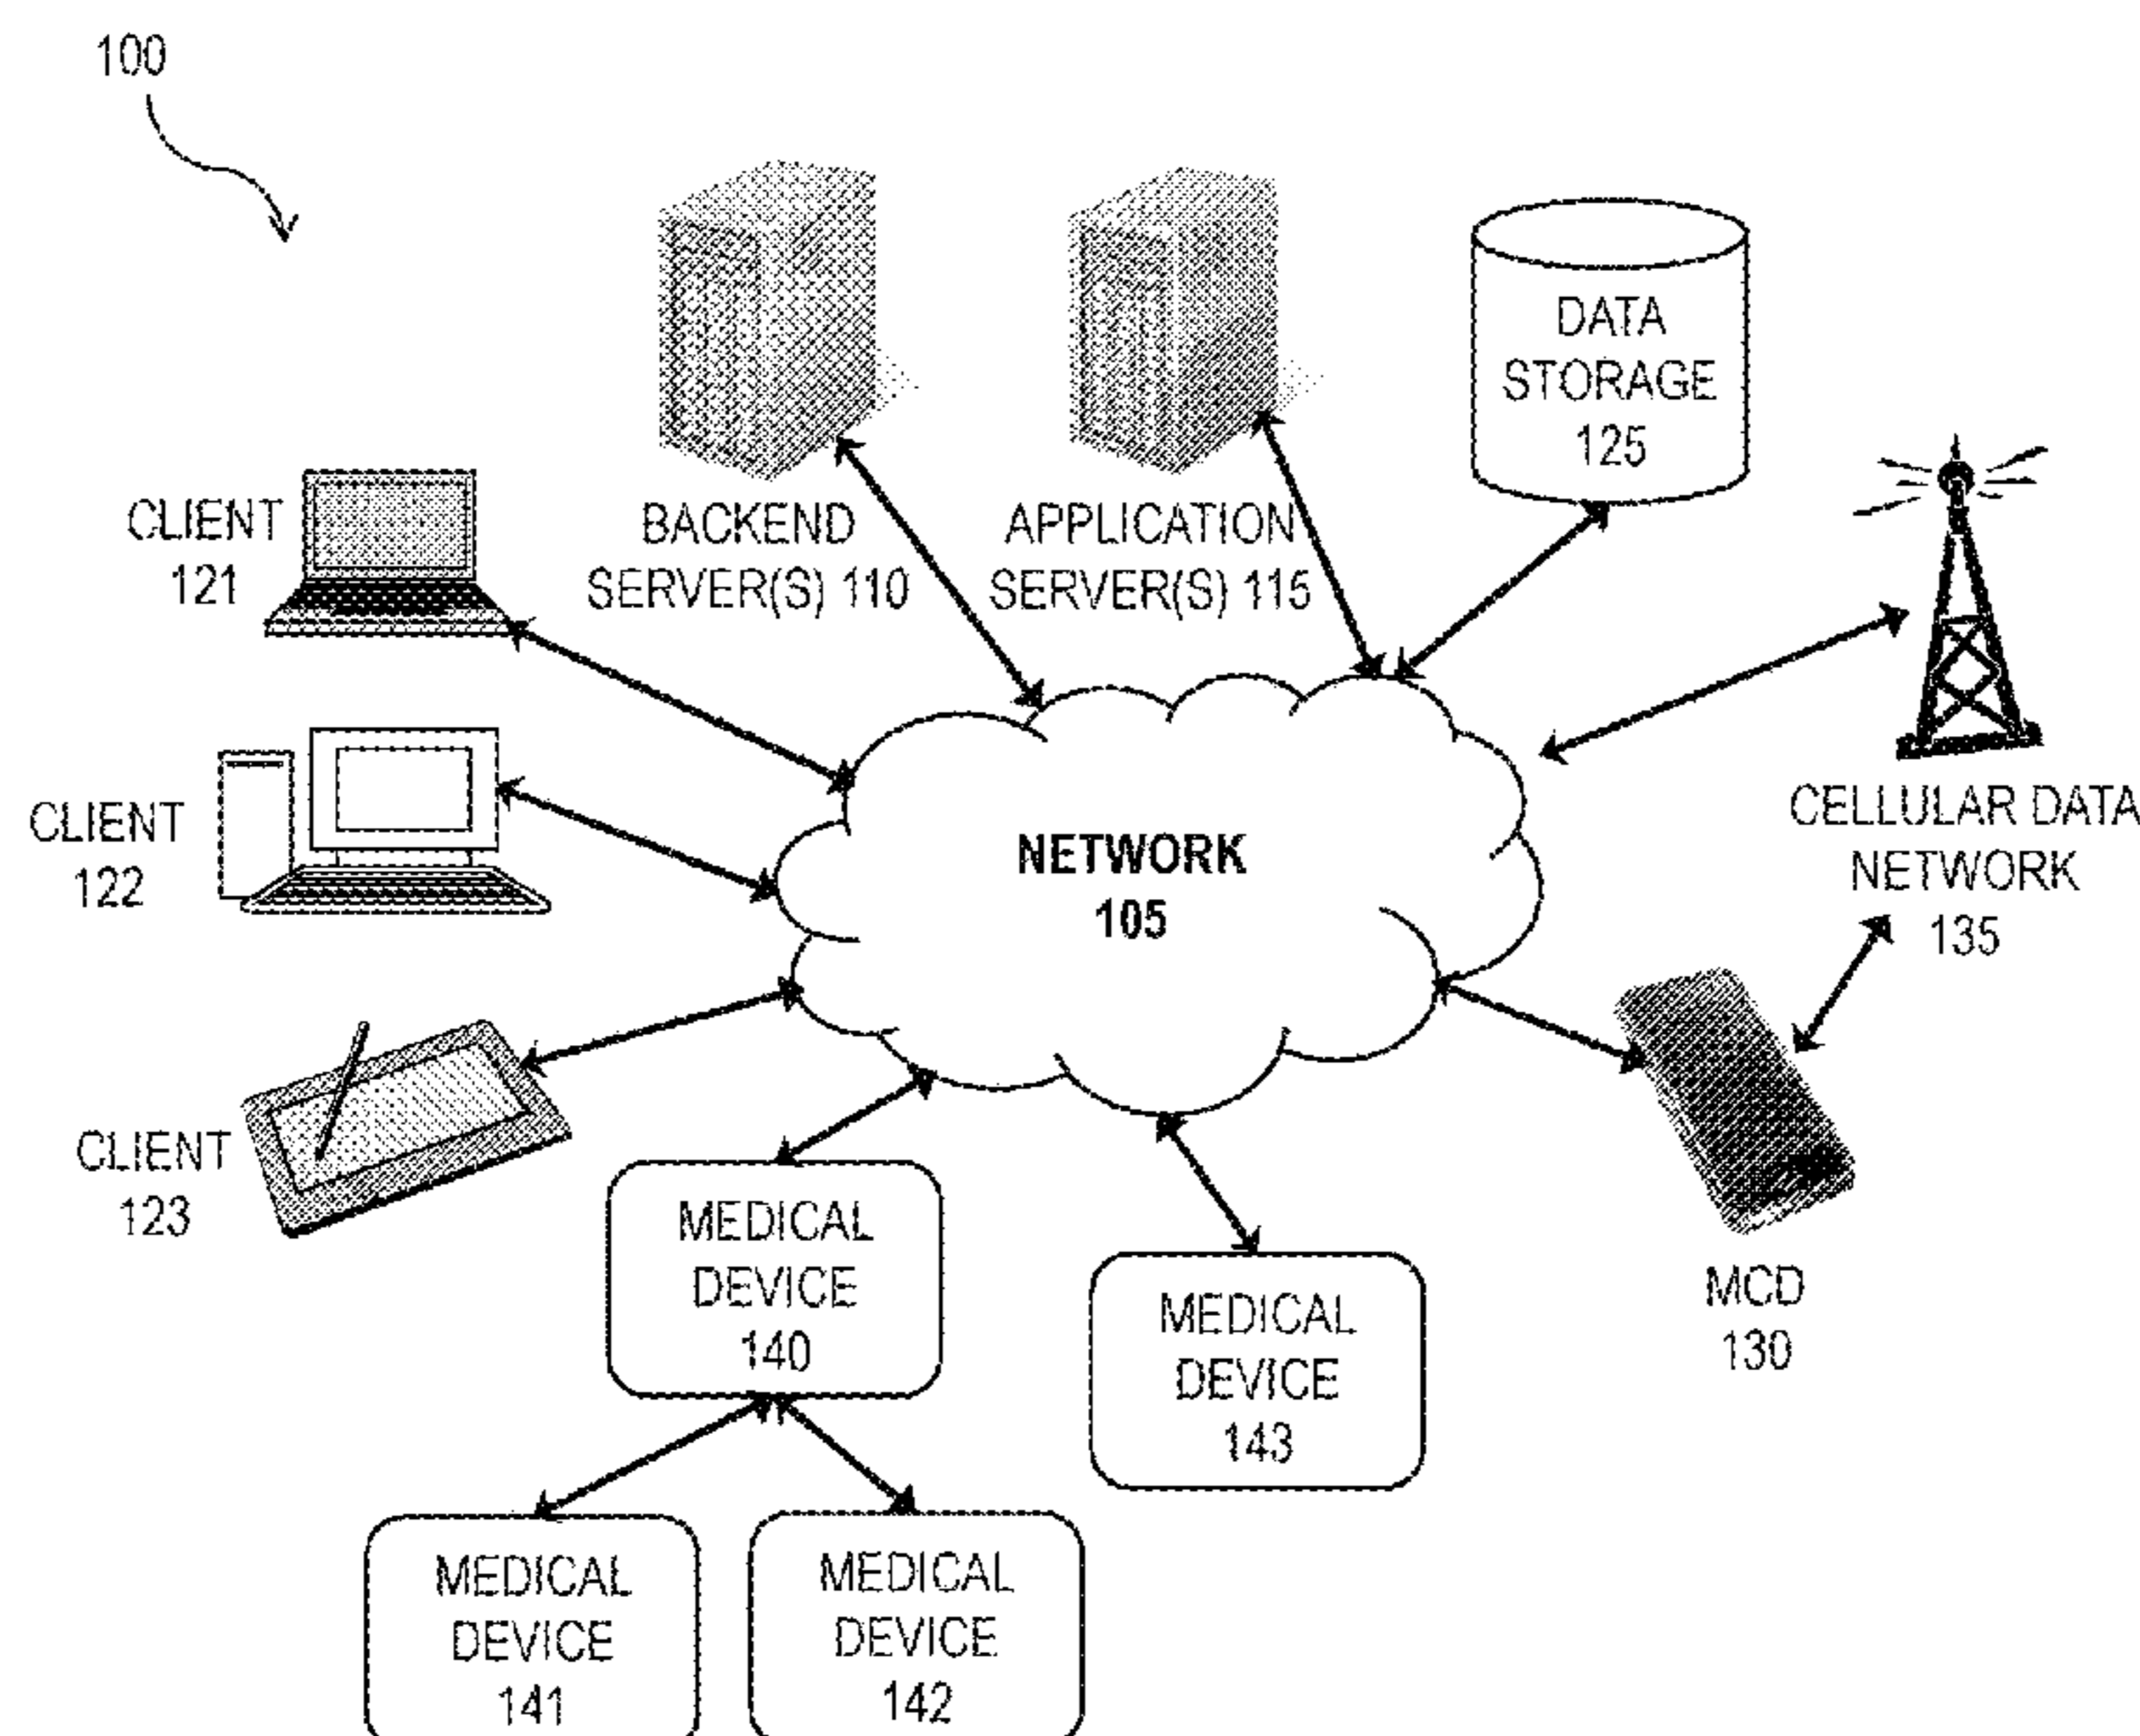 100
DATA
STORAGE
125
CLIENT
121
BACKEND
SERVER(S) 110
APPLICATION
SERVER(S) 115
CLIENT
122
NETWORK
105
CELLULAR DATA
NETWORK
135
CLIENT
123
MEDICAL
DEVICE
140
MEDICAL
DEVICE
143
MCD
130
MEDICAL
DEVICE
141
MEDICAL
DEVICE
142